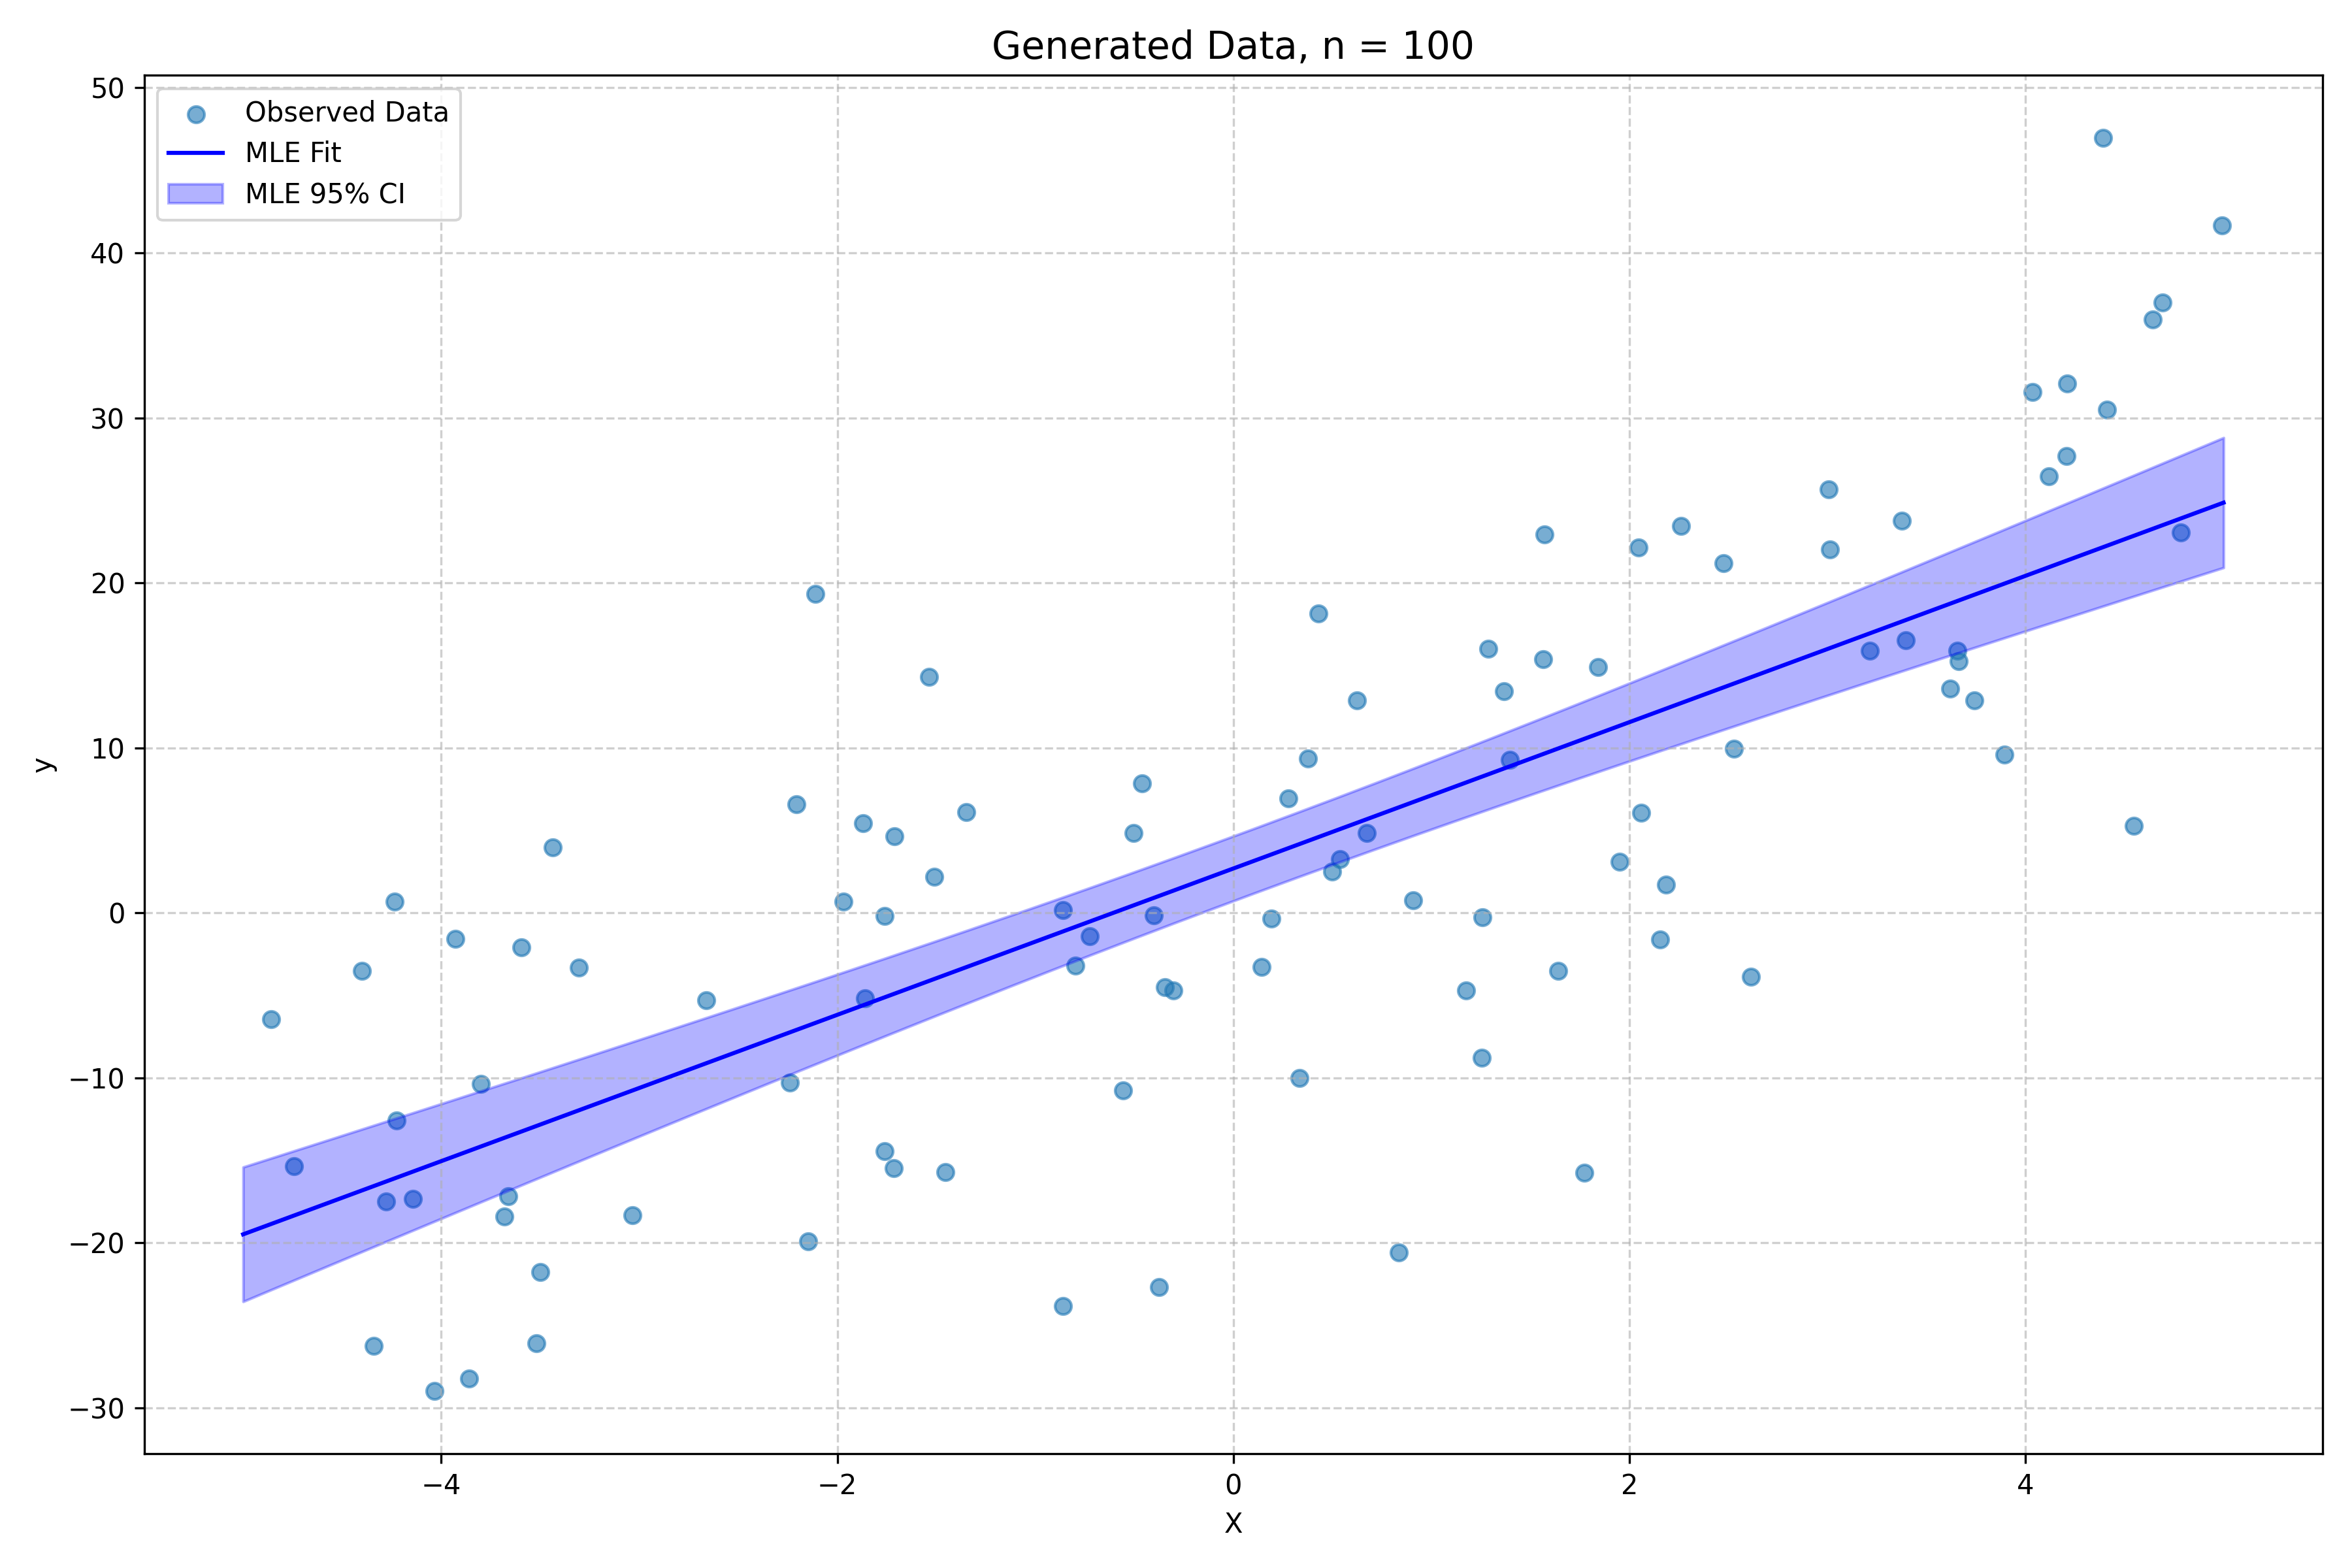 Generated Data, n = 100
Observed Data
MLE Fit
MLE 95% CI
50
40
30
20
10
0
−10
−20
−30
y
−4
−2
0
2
4
X